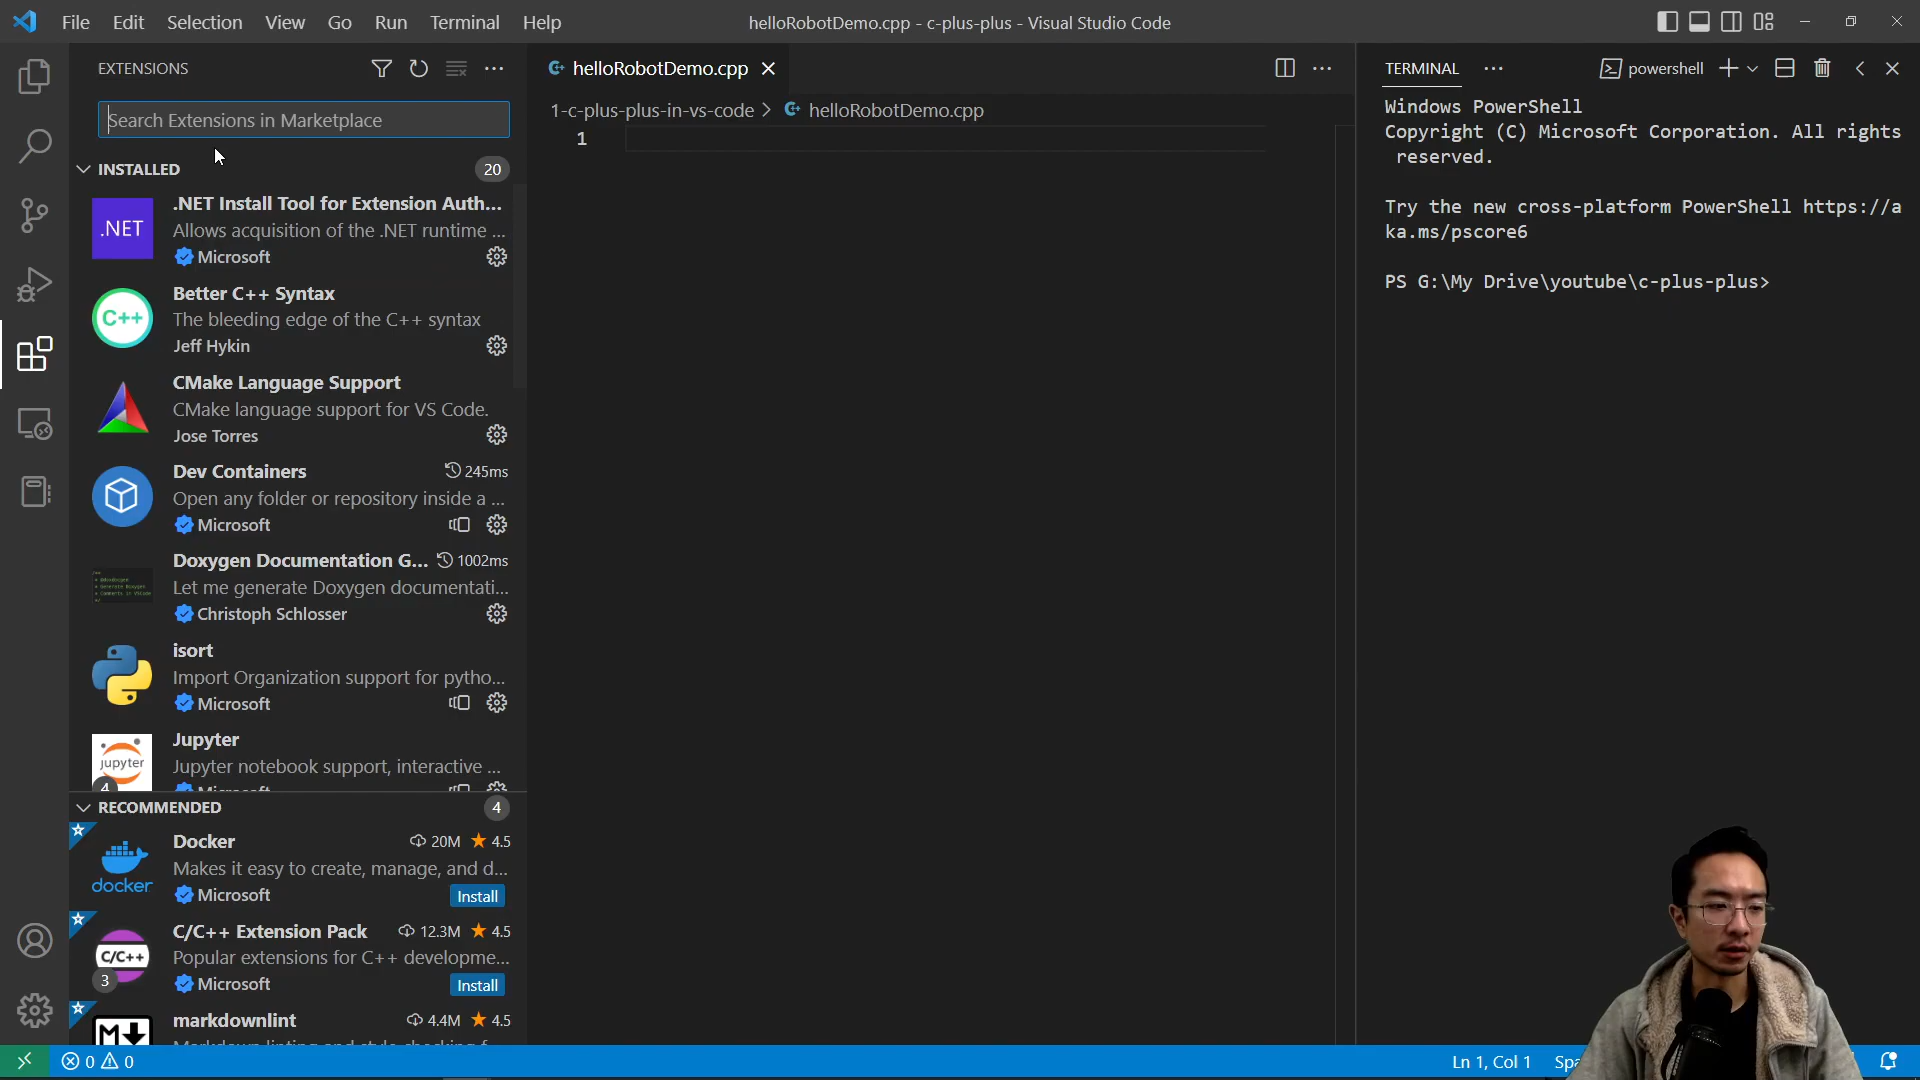 File Edit Selection View Go Run Terminal Help
helloRobotDemo.cpp - c-plus-plus - Visual Studio Code
EXTENSIONS
Search Extensions in Marketplace
INSTALLED 20
.NET
.NET Install Tool for Extension Auth...
Allows acquisition of the .NET runtime ...
Microsoft
C++
Better C++ Syntax
The bleeding edge of the C++ syntax
Jeff Hykin
CMake Language Support
CMake language support for VS Code.
Jose Torres
Dev Containers 245ms
Open any folder or repository inside a ...
Microsoft
Doxygen Documentation G... 1002ms
Let me generate Doxygen documentati...
Christoph Schlosser
isort
Import Organization support for pytho...
Microsoft
jupyter
4
Jupyter
Jupyter notebook support, interactive ...
Microsoft
RECOMMENDED 4
docker
Docker 20M 4.5
Makes it easy to create, manage, and d...
Microsoft
Install
C/C++
3
C/C++ Extension Pack 12.3M 4.5
Popular extensions for C++ developme...
Microsoft
Install
M
markdownlint 4.4M 4.5
helloRobotDemo.cpp
1-c-plus-plus-in-vs-code > helloRobotDemo.cpp
1
TERMINAL
powershell
Windows PowerShell
Copyright (C) Microsoft Corporation. All rights
reserved.
Try the new cross-platform PowerShell https://a
ka.ms/pscore6
PS G:\My Drive\youtube\c-plus-plus>
0 0
Ln 1, Col 1
Spa